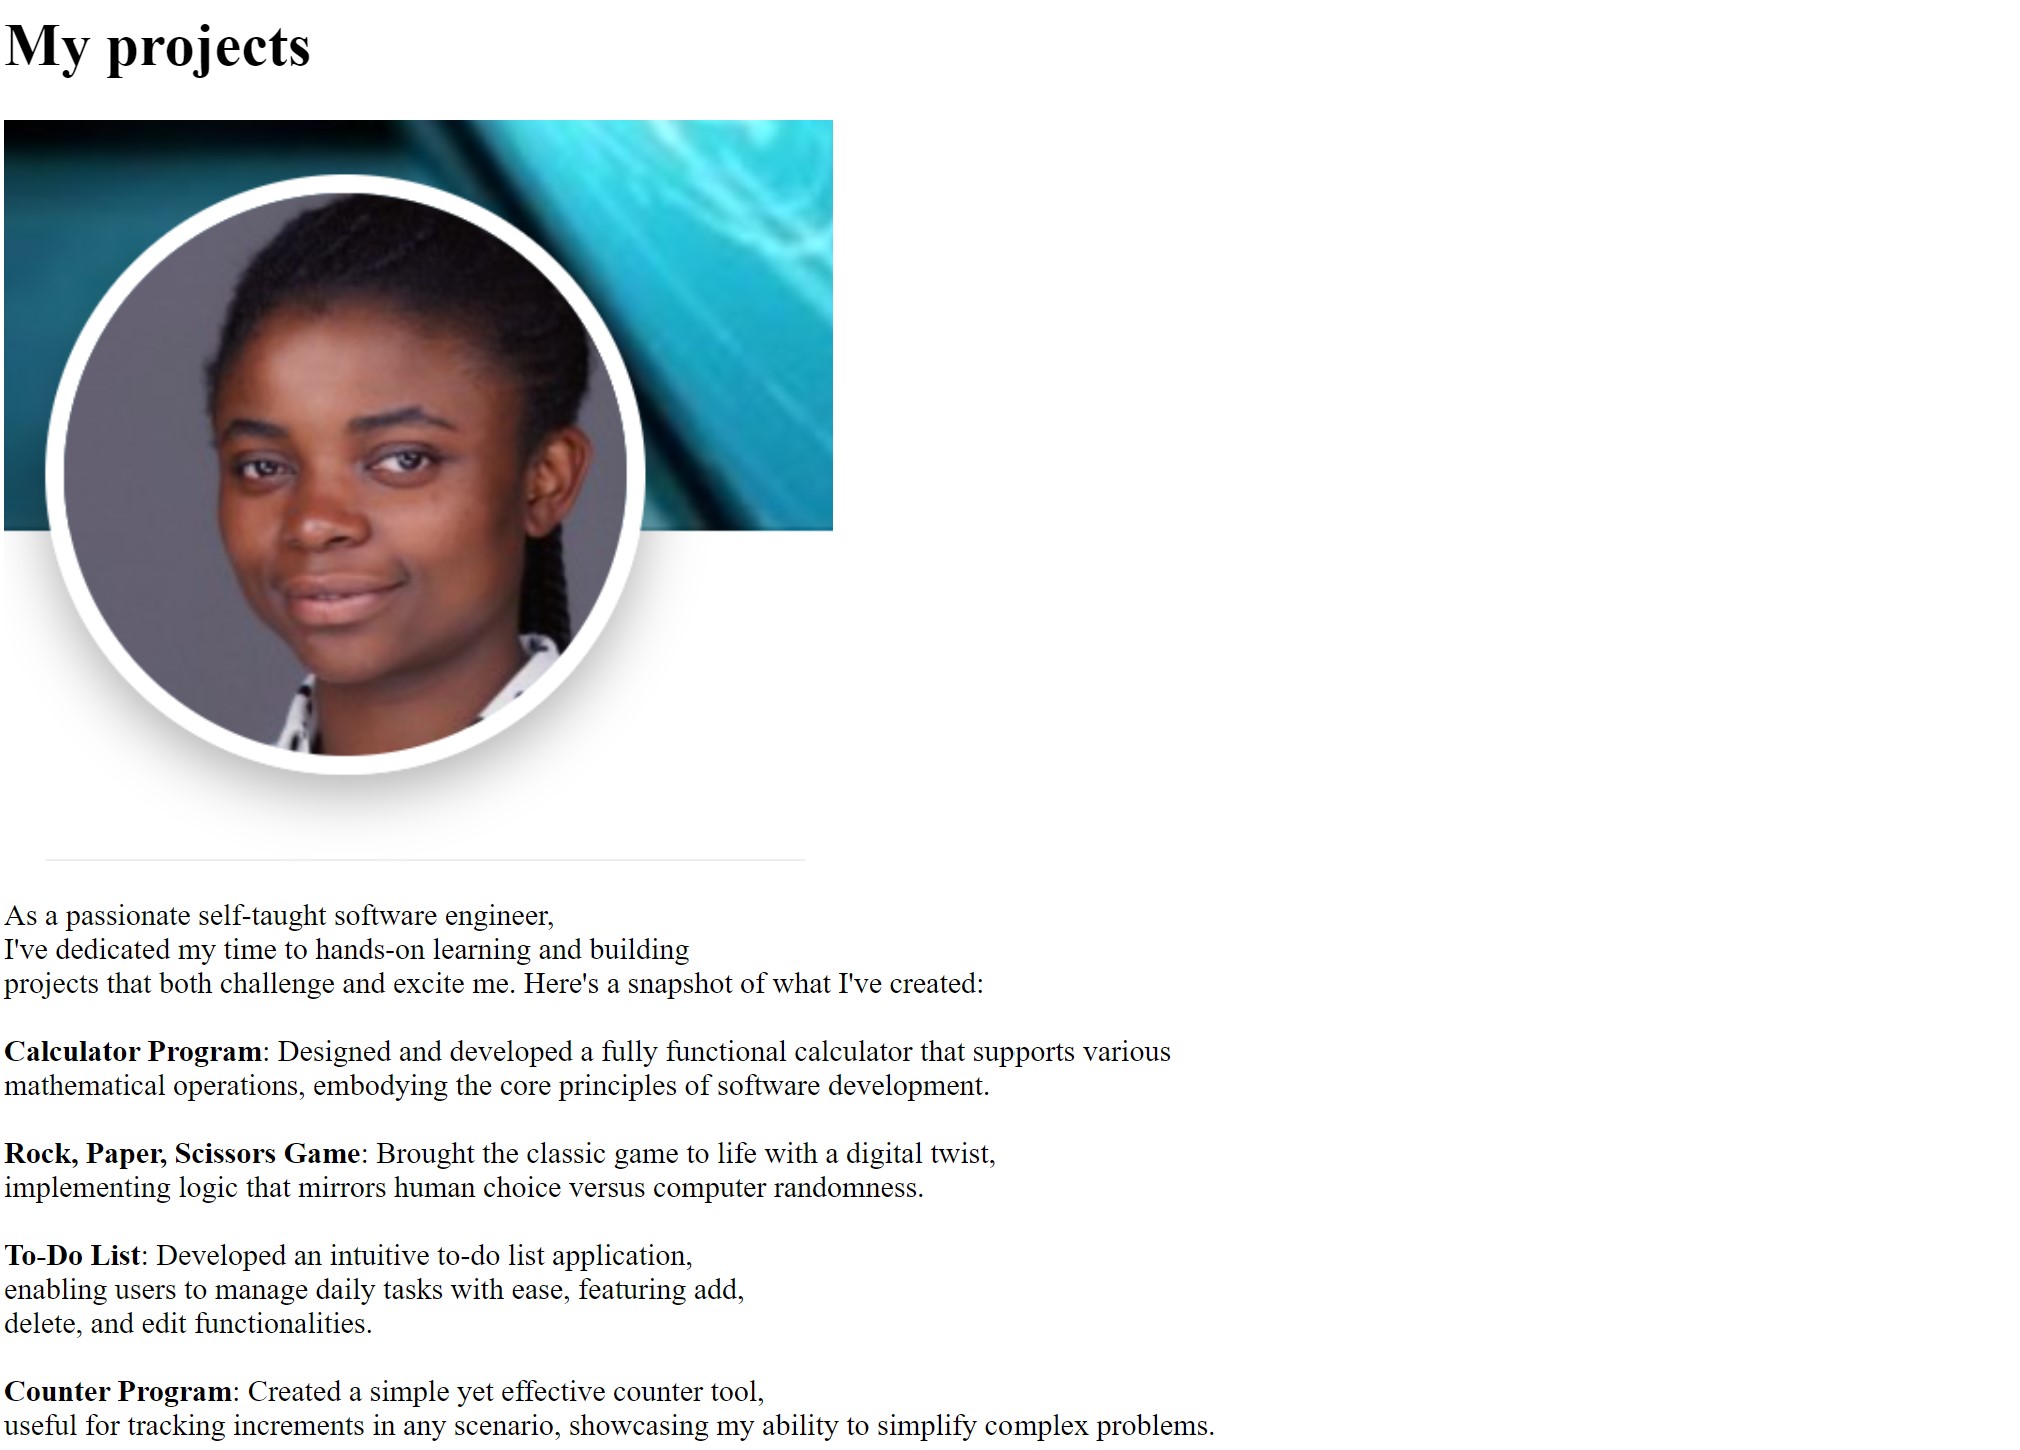 My projects
As a passionate self-taught software engineer,
I've dedicated my time to hands-on learning and building
projects that both challenge and excite me. Here's a snapshot of what I've created:
Calculator Program: Designed and developed a fully functional calculator that supports various
mathematical operations, embodying the core principles of software development.
Rock, Paper, Scissors Game: Brought the classic game to life with a digital twist,
implementing logic that mirrors human choice versus computer randomness.
To-Do List: Developed an intuitive to-do list application,
enabling users to manage daily tasks with ease, featuring add,
delete, and edit functionalities.
Counter Program: Created a simple yet effective counter tool,
useful for tracking increments in any scenario, showcasing my ability to simplify complex problems.